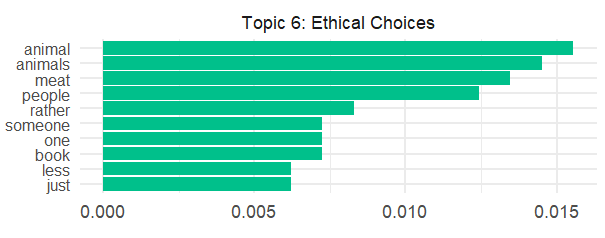 Topic 6: Ethical Choices
animal
animals
meat
people
rather
someone
one
book
less
just
0.000 0.005 0.010 0.015